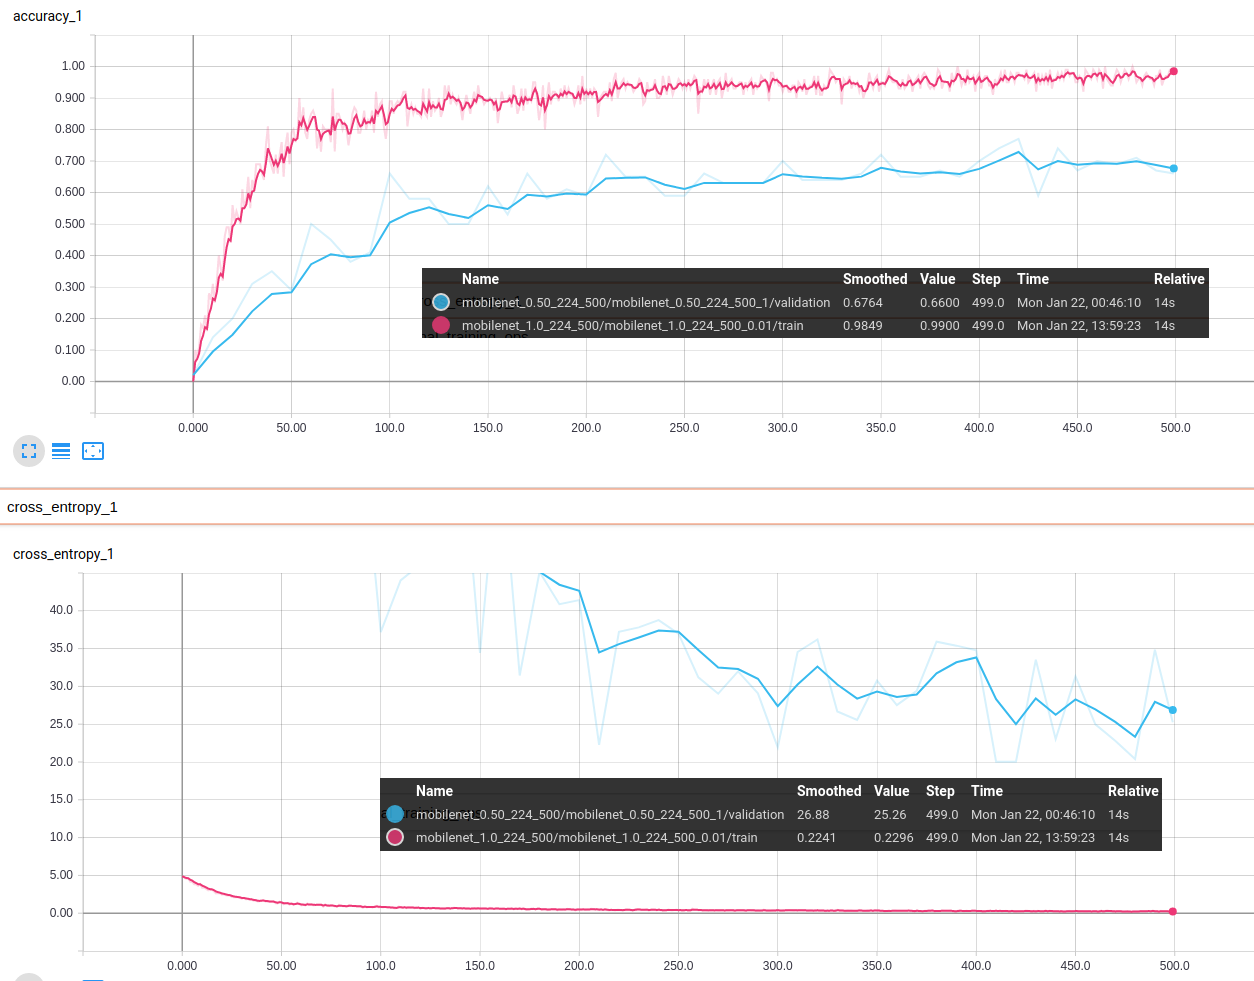 accuracy_1
1.00
0.900
0.800
0.700
0.600
0.500
0.400
0.300
0.200
0.100
0.00
Name Smoothed Value Step Time Relative
mobilenet_0.50_224_500/mobilenet_0.50_224_500_1/validation 0.6764 0.6600 499.0 Mon Jan 22, 00:46:10 14s
mobilenet_1.0_224_500/mobilenet_1.0_224_500_0.01/train 0.9849 0.9900 499.0 Mon Jan 22, 13:59:23 14s
0.000 50.00 100.0 150.0 200.0 250.0 300.0 350.0 400.0 450.0 500.0
cross_entropy_1
cross_entropy_1
40.0
35.0
30.0
25.0
20.0
15.0
10.0
5.00
0.00
Name Smoothed Value Step Time Relative
mobilenet_0.50_224_500/mobilenet_0.50_224_500_1/validation 26.88 25.26 499.0 Mon Jan 22, 00:46:10 14s
mobilenet_1.0_224_500/mobilenet_1.0_224_500_0.01/train 0.2241 0.2296 499.0 Mon Jan 22, 13:59:23 14s
0.000 50.00 100.0 150.0 200.0 250.0 300.0 350.0 400.0 450.0 500.0